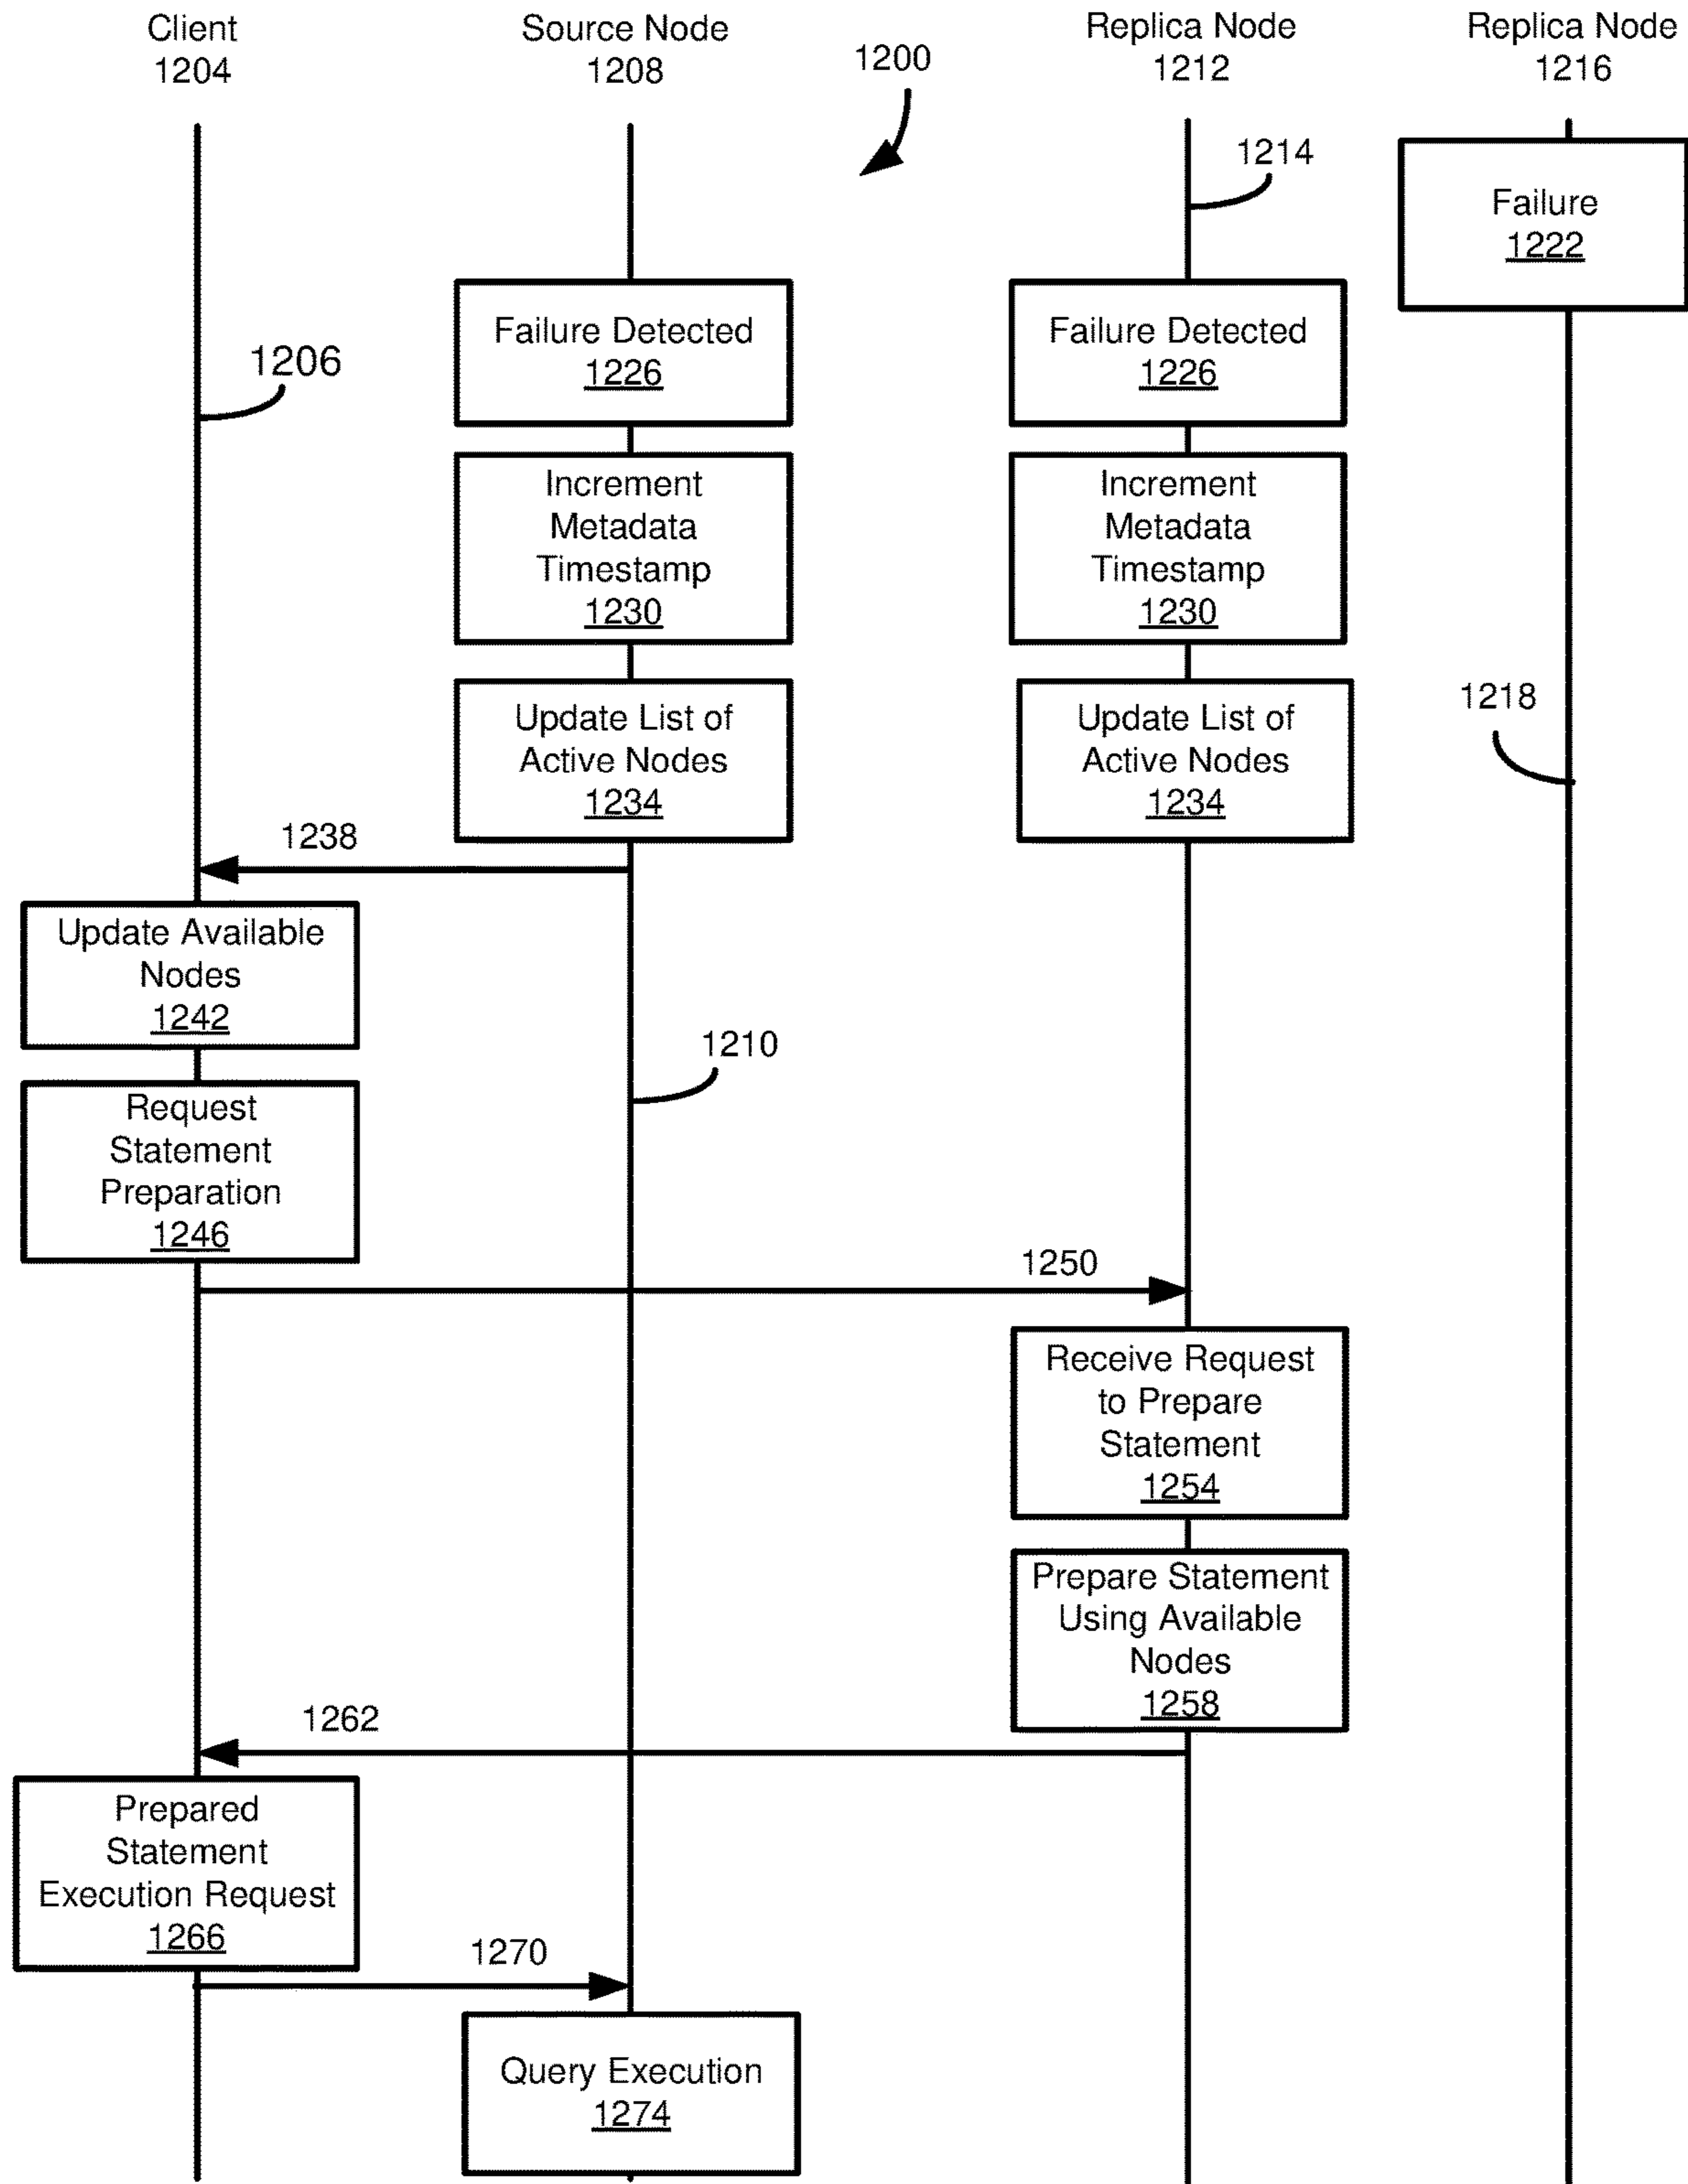 Client
1204
Source Node
1208
1200
Replica Node
1212
Replica Node
1216
1214
Failure
1222
1206
Failure Detected
1226
Failure Detected
1226
Increment
Metadata
Timestamp
1230
Increment
Metadata
Timestamp
1230
Update List of
Active Nodes
1234
Update List of
Active Nodes
1234
1218
1238
Update Available
Nodes
1242
1210
Request
Statement
Preparation
1246
1250
Receive Request
to Prepare
Statement
1254
Prepare Statement
Using Available
Nodes
1258
1262
Prepared
Statement
Execution Request
1266
1270
Query Execution
1274